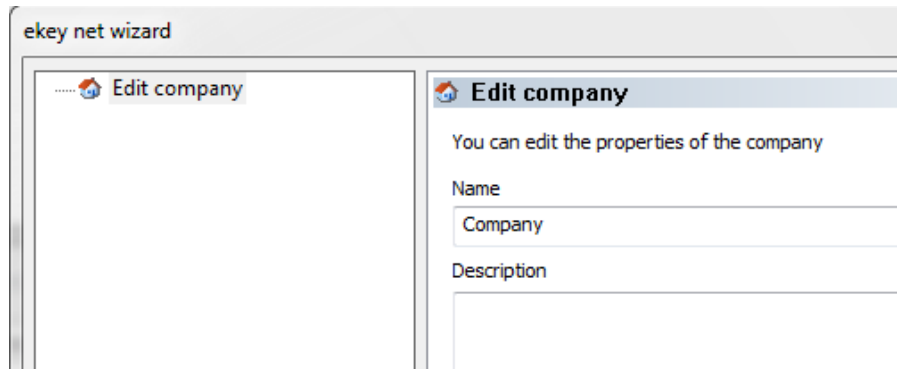 ekey net wizard
Edit company
Edit company
You can edit the properties of the company
Name
Company
Description